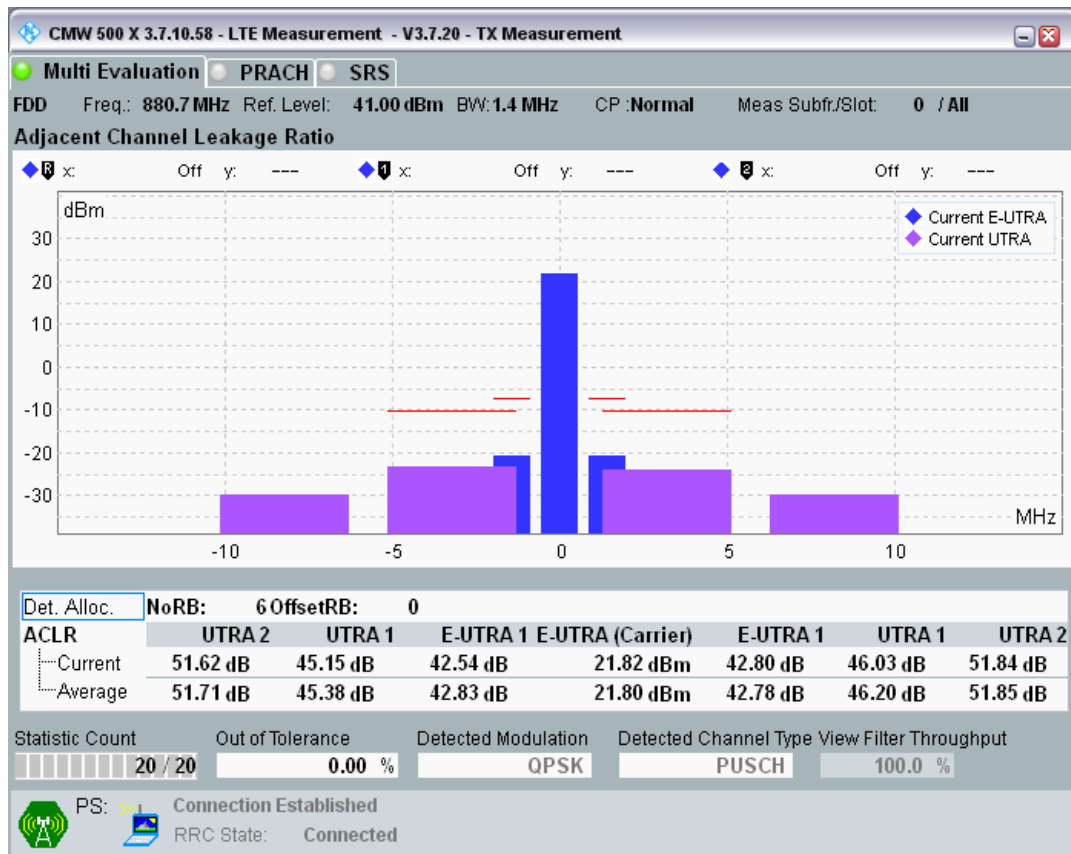 CMW 500 X 3.7.10.58 - LTE Measurement - V3.7.20 - TX Measurement
Multi Evaluation PRACH SRS
FDD Freq.: 880.7 MHz Ref. Level: 41.00 dBm BW: 1.4 MHz CP :Normal Meas Subfr./Slot: 0 / All
Adjacent Channel Leakage Ratio
R x: Off y: --- 1 x: Off y: --- 2 x: Off y: ---
dBm
Current E-UTRA
Current UTRA
30
20
10
0
-10
-20
-30
MHz
-10 -5 0 5 10
Det. Alloc. NoRB: 6 OffsetRB: 0
ACLR UTRA 2 UTRA 1 E-UTRA 1 E-UTRA (Carrier) E-UTRA 1 UTRA 1 UTRA 2
Current 51.62 dB 45.15 dB 42.54 dB 21.82 dBm 42.80 dB 46.03 dB 51.84 dB
Average 51.71 dB 45.38 dB 42.83 dB 21.80 dBm 42.78 dB 46.20 dB 51.85 dB
Statistic Count Out of Tolerance Detected Modulation Detected Channel Type View Filter Throughput
20 / 20 0.00 % QPSK PUSCH 100.0 %
PS: Connection Established
RRC State: Connected